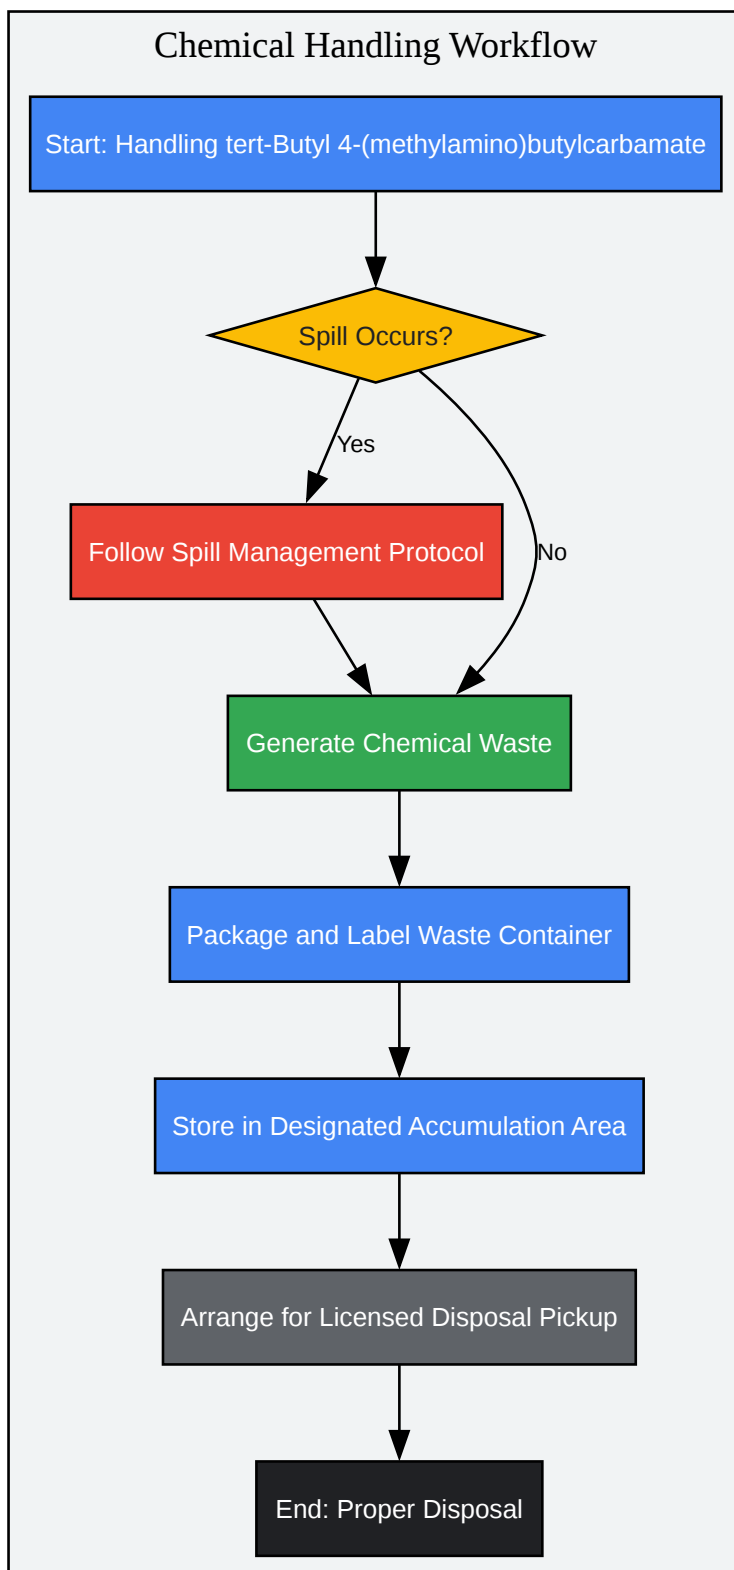 Chemical Handling Workflow
Start: Handling tert-Butyl 4-(methylamino)butylcarbamate
Spill Occurs?
Yes
Follow Spill Management Protocol
No
Generate Chemical Waste
Package and Label Waste Container
Store in Designated Accumulation Area
Arrange for Licensed Disposal Pickup
End: Proper Disposal